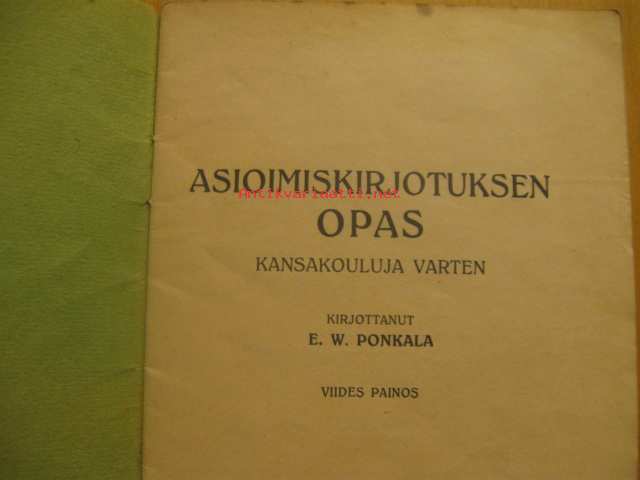 ASIOIMISKIRJOTUKSEN
Antikvariaatti.net
OPAS
KANSAKOULUJA VARTEN
KIRJOTTANUT
E. W. PONKALA
VIIDES PAINOS